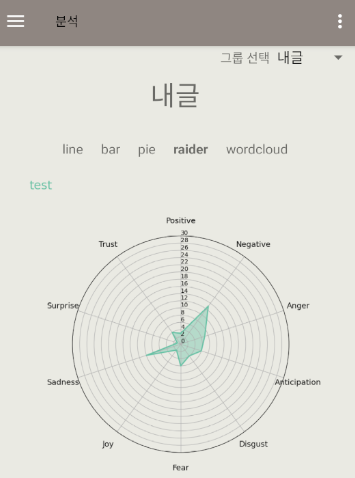 분석
그룹 선택 내글
내글
line bar pie raider wordcloud
test
Positive
30
28
26
24
22
20
18
16
14
12
10
8
6
4
2
0
Trust
Negative
Surprise
Anger
Sadness
Anticipation
Joy
Disgust
Fear